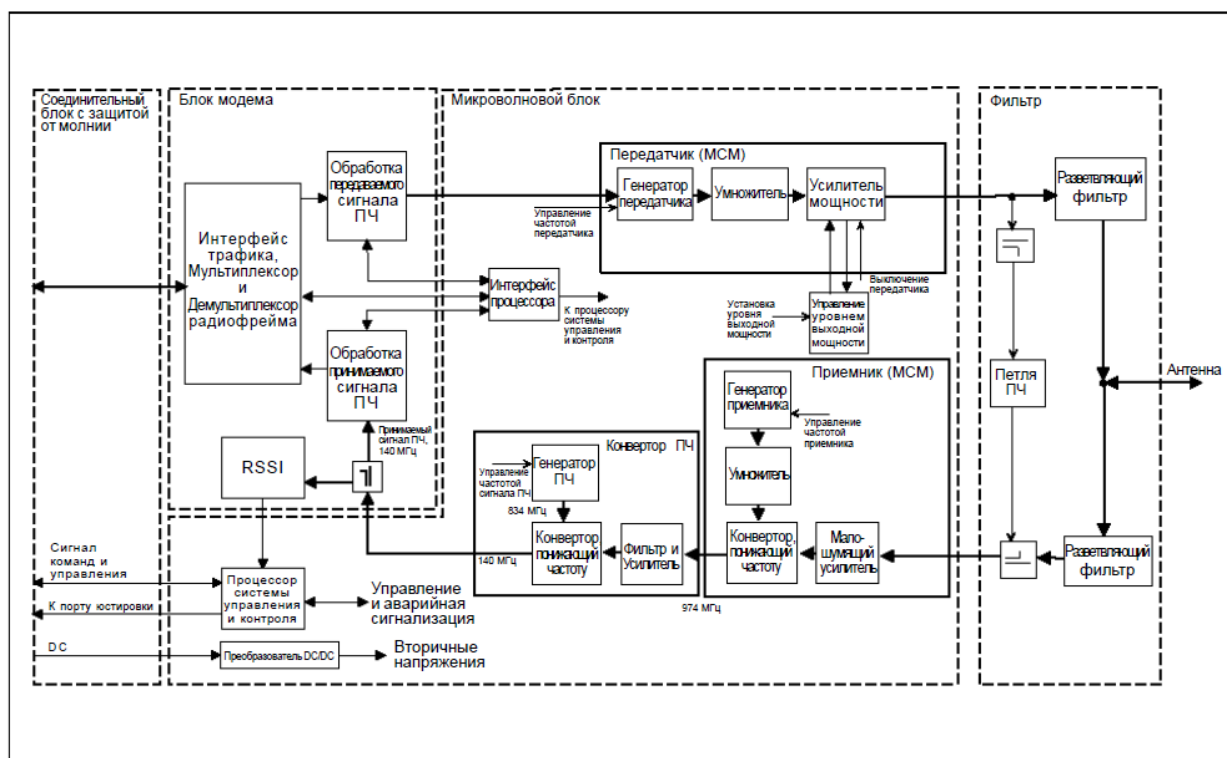 Соединительный
блок с защитой
от молнии
Блок модема
Микроволновой блок
Фильтр
Передатчик (МСМ)
Обработка
передаваемого
сигнала
ПЧ
Генератор
передатчика
Умножитель
Усилитель
мощности
Разветвляющий
фильтр
Управление
частотой
передатчика
Интерфейс
трафика,
Мультиплексор
и
Демультиплексор
радиофрейма
Интерфейс
процессора
К процессору
системы
управления
и контроля
Выключение
передатчика
Установка
уровня
выходной
мощности
Управление
уровнем
выходной
мощности
Обработка
принимаемого
сигнала
ПЧ
Приемник (МСМ)
Петля
ПЧ
Антенна
Генератор
приемника
Управление
частотой
приемника
Принимаемый
сигнал ПЧ,
140 МГц
Конвертор ПЧ
RSSI
Управление
частотой
сигнала ПЧ
Генератор
ПЧ
Умножитель
834 МГц
Конвертор
понижающий
частоту
Фильтр и
Усилитель
Конвертор,
понижающий
частоту
Мало-
шумящий
усилитель
Разветвляющий
фильтр
140 МГц
974 МГц
Сигнал
команд и
управления
Процессор
системы
управления
и контроля
Управление
и аварийная
сигнализация
К порту юстировки
DC
Преобразователь DC/DC
Вторичные
напряжения